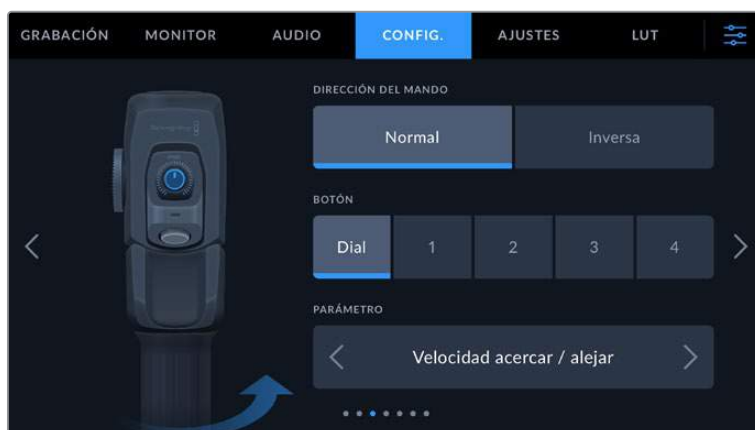 GRABACIÓN MONITOR AUDIO CONFIG. AJUSTES LUT
DIRECCIÓN DEL MANDO
Normal Inversa
BOTÓN
Dial 1 2 3 4
PARÁMETRO
Velocidad acercar / alejar